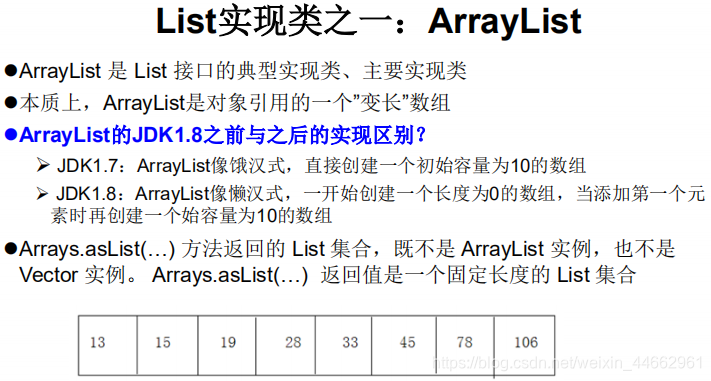 List实现类之一：ArrayList
●ArrayList 是 List 接口的典型实现类、主要实现类
●本质上，ArrayList是对象引用的一个”变长”数组
●ArrayList的JDK1.8之前与之后的实现区别？
➢ JDK1.7：ArrayList像饿汉式，直接创建一个初始容量为10的数组
➢ JDK1.8：ArrayList像懒汉式，一开始创建一个长度为0的数组，当添加第一个元
素时再创建一个始容量为10的数组
●Arrays.asList(…) 方法返回的 List 集合，既不是 ArrayList 实例，也不是
Vector 实例。 Arrays.asList(…) 返回值是一个固定长度的 List 集合
13 15 19 28 33 45 78 106
https://blog.csdn.net/weixin_44662961